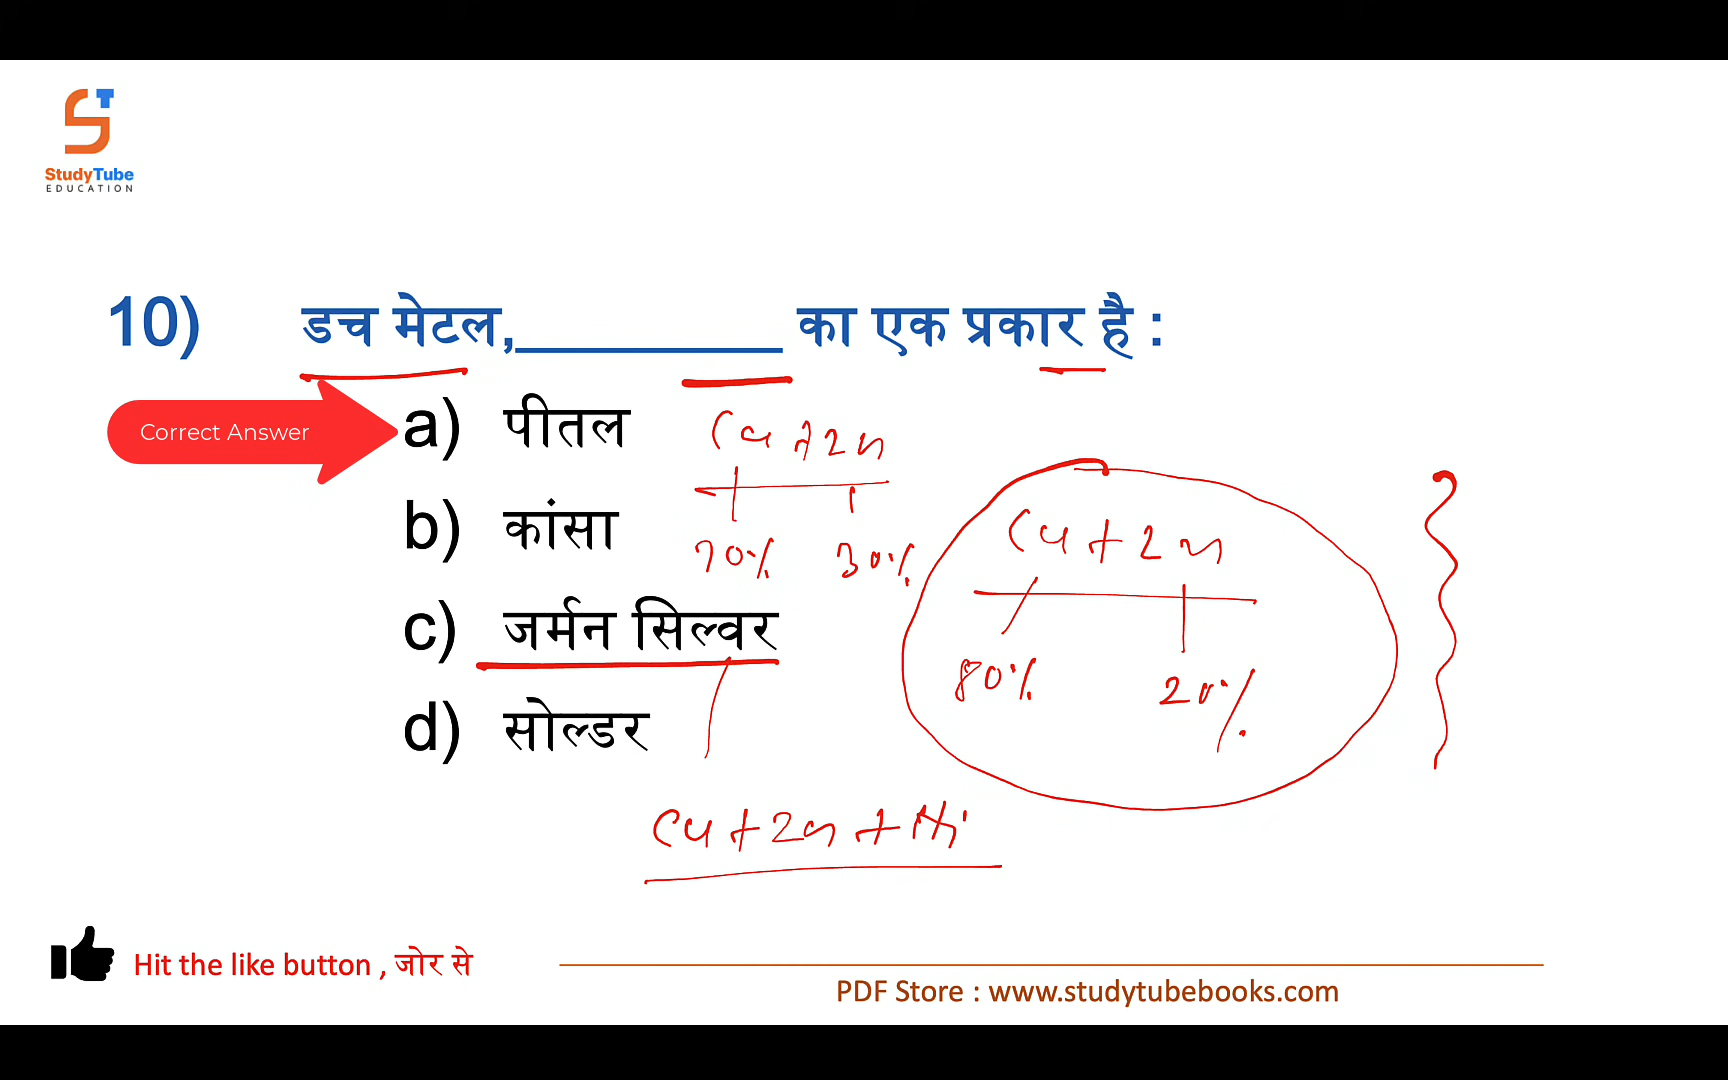 StudyTube
EDUCATION
10) डच मेटल,________ का एक प्रकार है :
Correct Answer
a) पीतल
Cu + Zn
b) कांसा
70% 30%
Cu + Zn
c) जर्मन सिल्वर
80% 20%
d) सोल्डर
Cu + Zn + Ni
Hit the like button , जोर से
PDF Store : www.studytubebooks.com